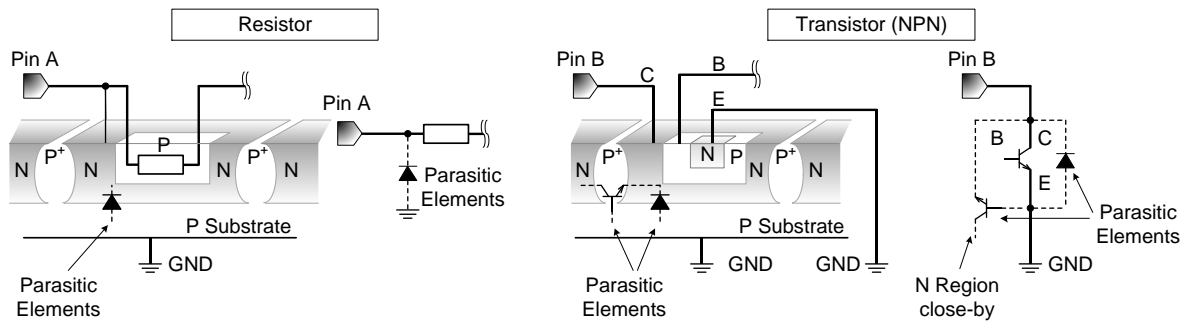 Resistor
Transistor (NPN)
Pin A
Pin A
Pin B
Pin B
C
B
E
N
P+
N
P
N
P+
N
Parasitic
Elements
P Substrate
GND
Parasitic
Elements
N
P+
N
N
P
P+
N
P Substrate
GND
GND
Parasitic
Elements
B
C
E
Parasitic
Elements
GND
N Region
close-by